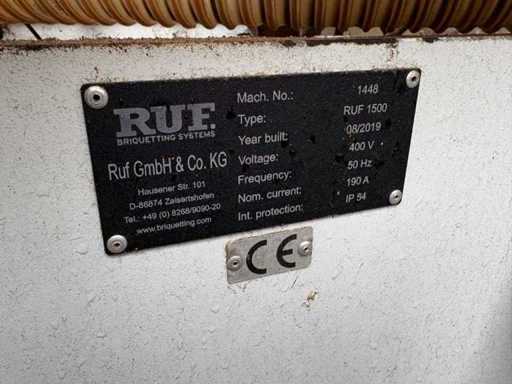 RUF
BRIQUETTING SYSTEMS
Ruf GmbH & Co. KG
Hausener Str. 101
D-86874 Zaisertshofen
Tel.: +49 (0) 8268/9090-20
www.briquetting.com
Mach. No.: 1448
Type: RUF 1500
Year built: 08/2019
Voltage: 400 V
Frequency: 50 Hz
Nom. current: 190 A
Int. protection: IP 54
CE